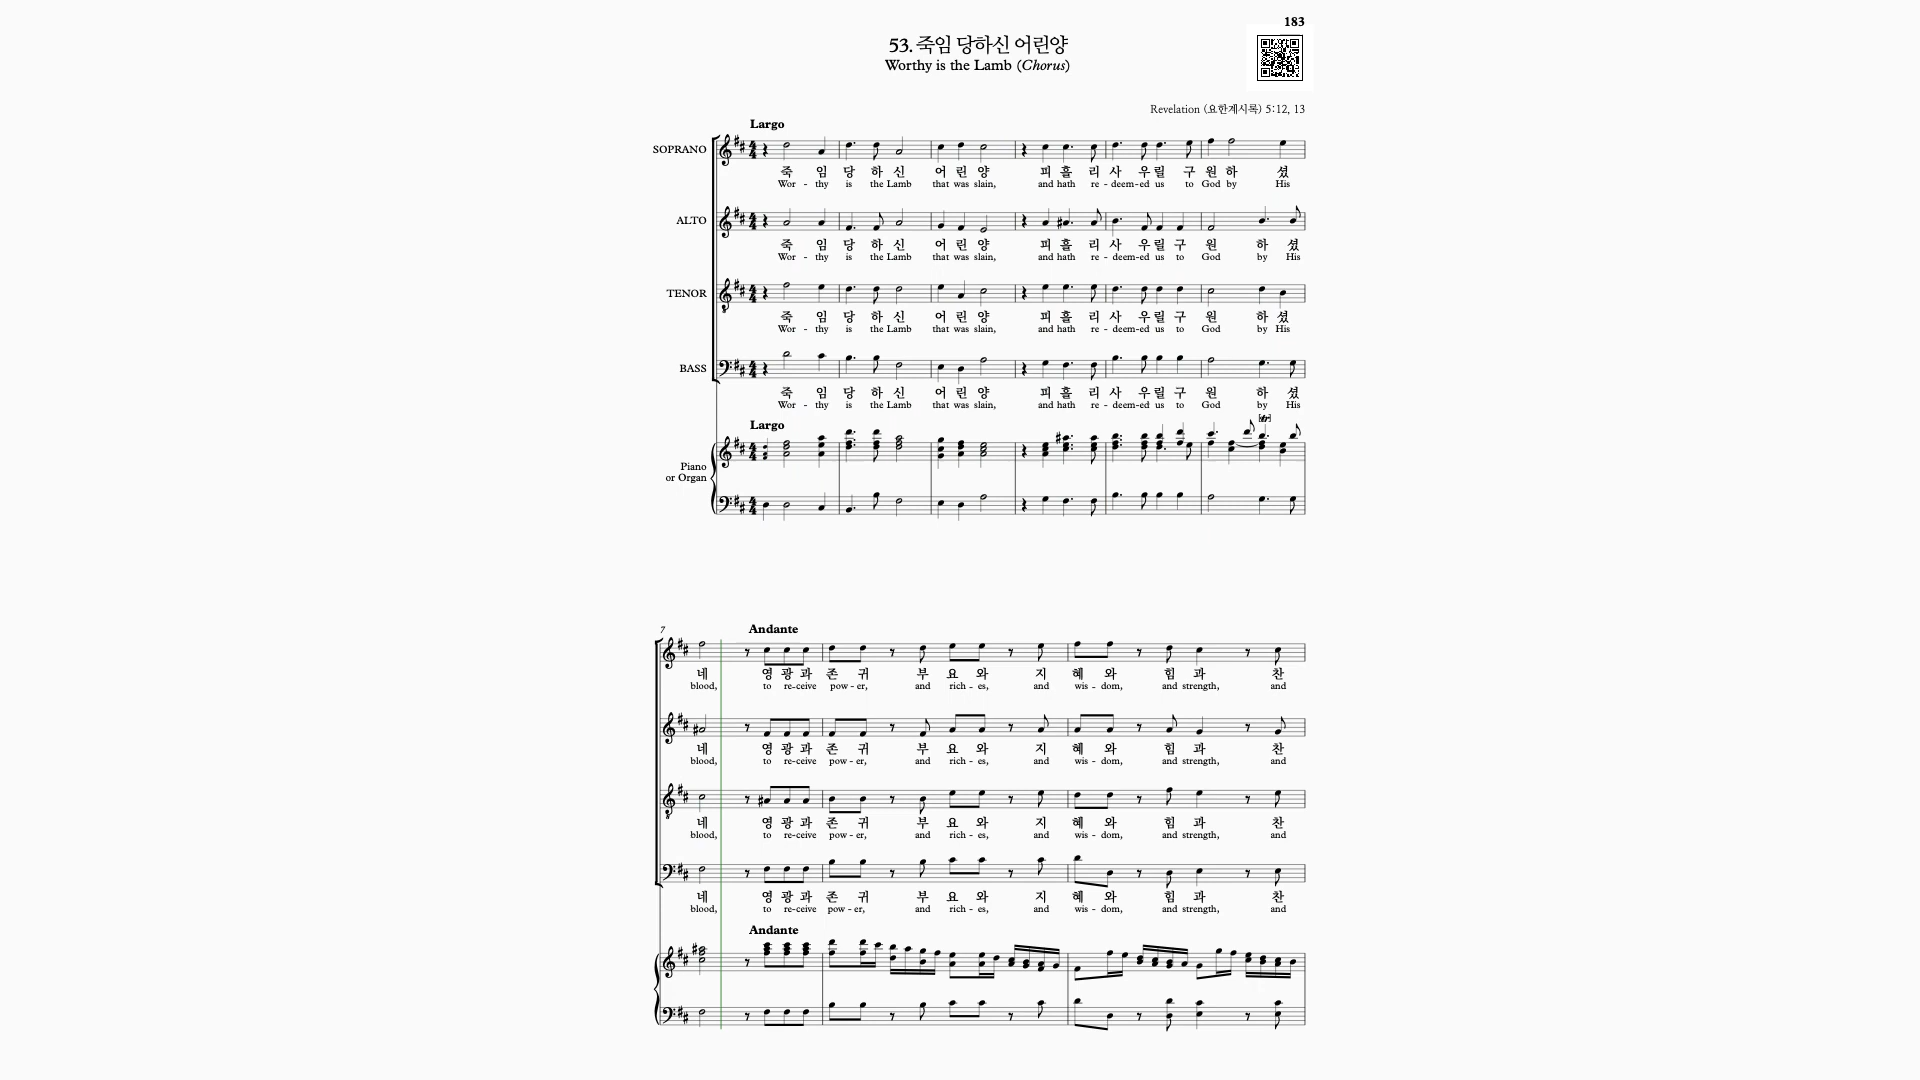 183
53. 죽임 당하신 어린양
Worthy is the Lamb (Chorus)
Revelation (요한계시록) 5:12, 13
Largo
SOPRANO
죽 임 당 하 신 어 린 양 피 흘 리 사 우 릴 구 원 하 셨
Wor - thy is the Lamb that was slain, and hath re - deem-ed us to God by His
ALTO
죽 임 당 하 신 어 린 양 피 흘 리 사 우 릴 구 원 하 셨
Wor - thy is the Lamb that was slain, and hath re - deem-ed us to God by His
TENOR
죽 임 당 하 신 어 린 양 피 흘 리 사 우 릴 구 원 하 셨
Wor - thy is the Lamb that was slain, and hath re - deem-ed us to God by His
BASS
죽 임 당 하 신 어 린 양 피 흘 리 사 우 릴 구 원 하 셨
Wor - thy is the Lamb that was slain, and hath re - deem-ed us to God by His
Largo
Piano
or Organ
7
Andante
네 영 광 과 존 귀 부 요 와 지 혜 와 힘 과 찬
blood, to re-ceive pow - er, and rich - es, and wis - dom, and strength, and
네 영 광 과 존 귀 부 요 와 지 혜 와 힘 과 찬
blood, to re-ceive pow - er, and rich - es, and wis - dom, and strength, and
네 영 광 과 존 귀 부 요 와 지 혜 와 힘 과 찬
blood, to re-ceive pow - er, and rich - es, and wis - dom, and strength, and
네 영 광 과 존 귀 부 요 와 지 혜 와 힘 과 찬
blood, to re-ceive pow - er, and rich - es, and wis - dom, and strength, and
Andante